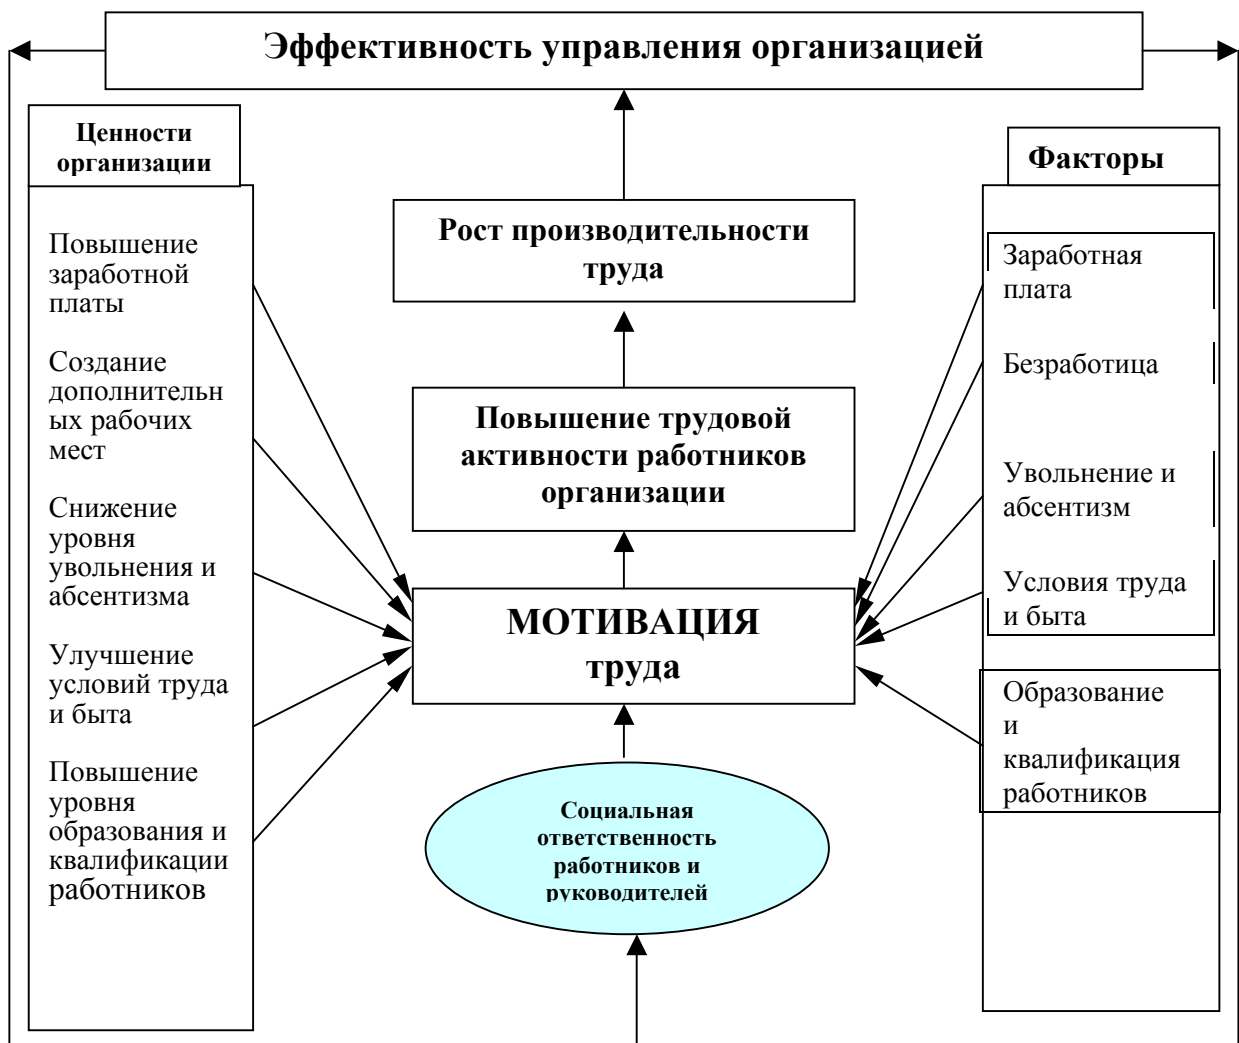 Эффективность управления организацией
Ценности
организации
Повышение
заработной
платы
Создание
дополнительн
ых рабочих
мест
Снижение
уровня
увольнения и
абсентизма
Улучшение
условий труда
и быта
Повышение
уровня
образования и
квалификации
работников
Рост производительности
труда
Повышение трудовой
активности работников
организации
МОТИВАЦИЯ
труда
Социальная
ответственность
работников и
руководителей
Факторы
Заработная
плата
Безработица
Увольнение и
абсентизм
Условия труда
и быта
Образование
и
квалификация
работников